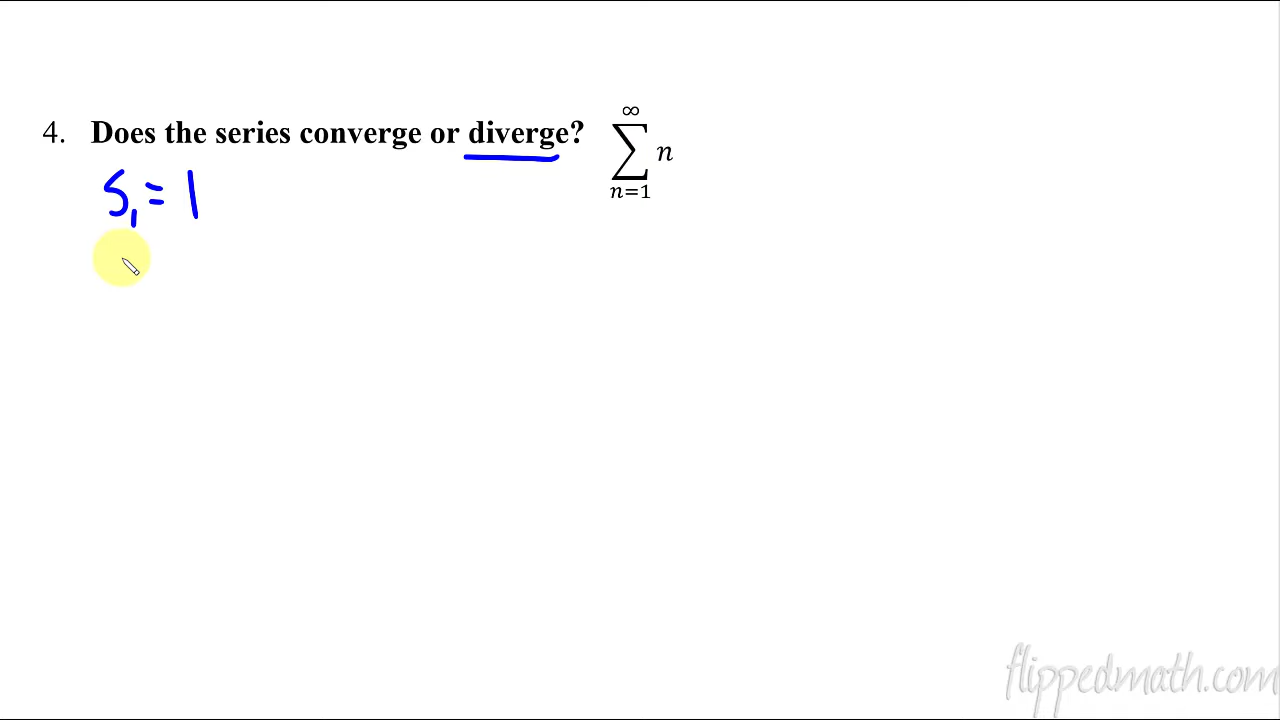 4. Does the series converge or diverge? ∞ ∑ n=1 n
S₁ = 1
flippedmath.com